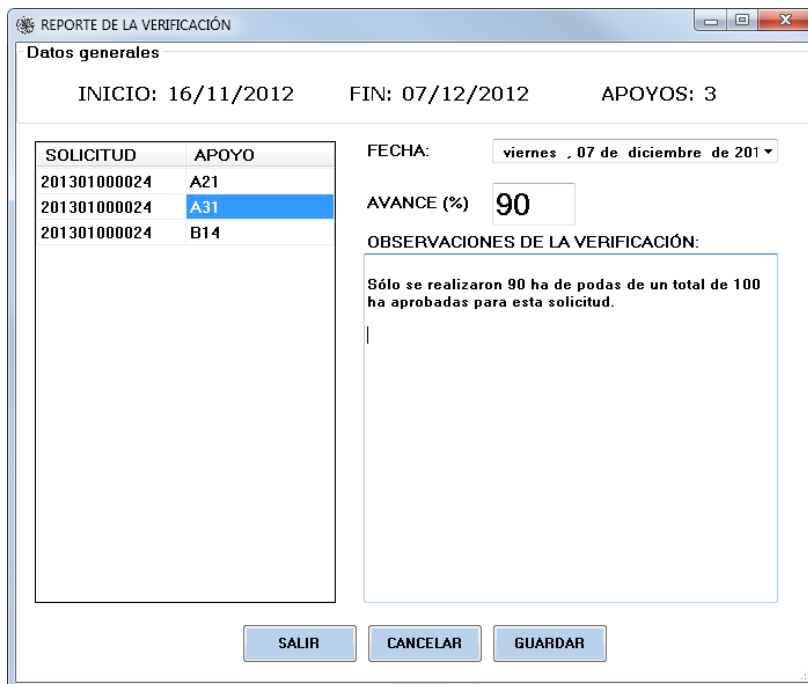 REPORTE DE LA VERIFICACIÓN
Datos generales
INICIO: 16/11/2012 FIN: 07/12/2012 APOYOS: 3
SOLICITUD APOYO
201301000024 A21
201301000024 A31
201301000024 B14
FECHA: viernes , 07 de diciembre de 201
AVANCE (%) 90
OBSERVACIONES DE LA VERIFICACIÓN:
Sólo se realizaron 90 ha de podas de un total de 100
ha aprobadas para esta solicitud.
SALIR CANCELAR GUARDAR